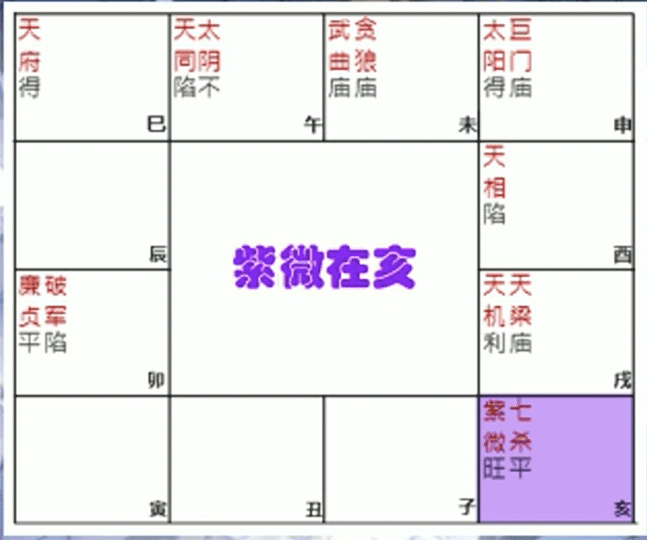 天
府
得
巳
天太
同阴
陷不
午
武贪
曲狼
庙庙
未
太巨
阳门
得庙
申
辰
紫微在亥
天
相
陷
酉
廉破
贞军
平陷
卯
天天
机梁
利庙
戌
寅
丑
子
紫七
微杀
旺平
亥